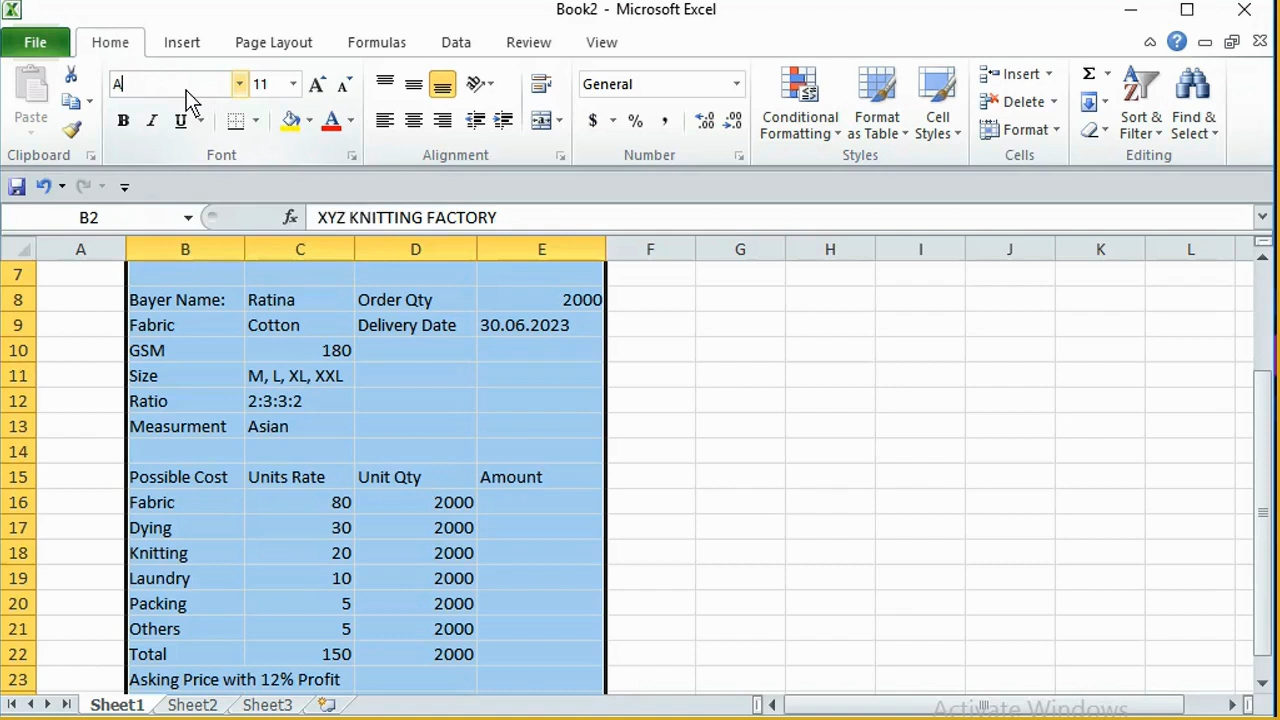 Book2 - Microsoft Excel
File Home Insert Page Layout Formulas Data Review View
A 11 General Insert
Paste Conditional Formatting Format as Table Cell Styles Delete Sort & Filter Find & Select
B I U $ % , Format
Clipboard Font Alignment Number Styles Cells Editing
B2 fx XYZ KNITTING FACTORY
A B C D E F G H I J K L
7
8 Bayer Name: Ratina Order Qty 2000
9 Fabric Cotton Delivery Date 30.06.2023
10 GSM 180
11 Size M, L, XL, XXL
12 Ratio 2:3:3:2
13 Measurment Asian
14
15 Possible Cost Units Rate Unit Qty Amount
16 Fabric 80 2000
17 Dying 30 2000
18 Knitting 20 2000
19 Laundry 10 2000
20 Packing 5 2000
21 Others 5 2000
22 Total 150 2000
23 Asking Price with 12% Profit
Sheet1 Sheet2 Sheet3
Activate Windows